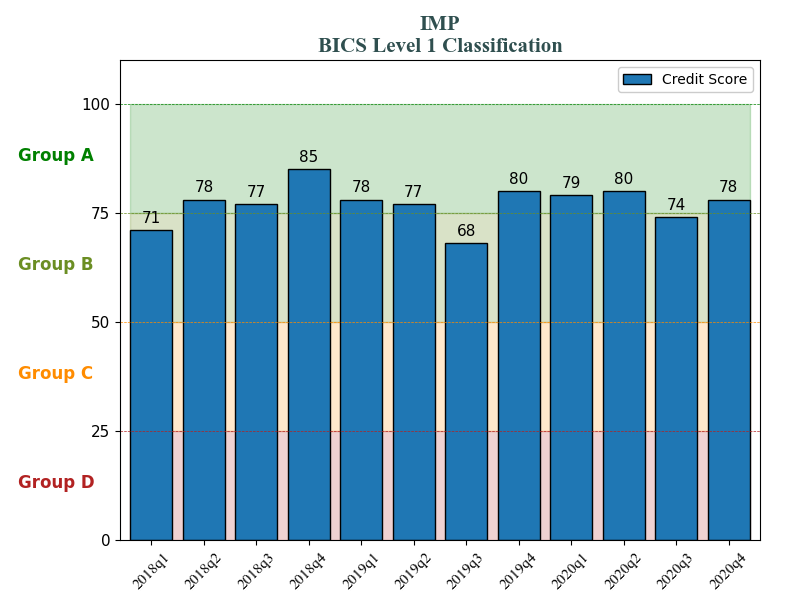 IMP
BICS Level 1 Classification
Credit Score
100
Group A
75
Group B
50
Group C
25
Group D
0
71
78
77
85
78
77
68
80
79
80
74
78
2018q1
2018q2
2018q3
2018q4
2019q1
2019q2
2019q3
2019q4
2020q1
2020q2
2020q3
2020q4